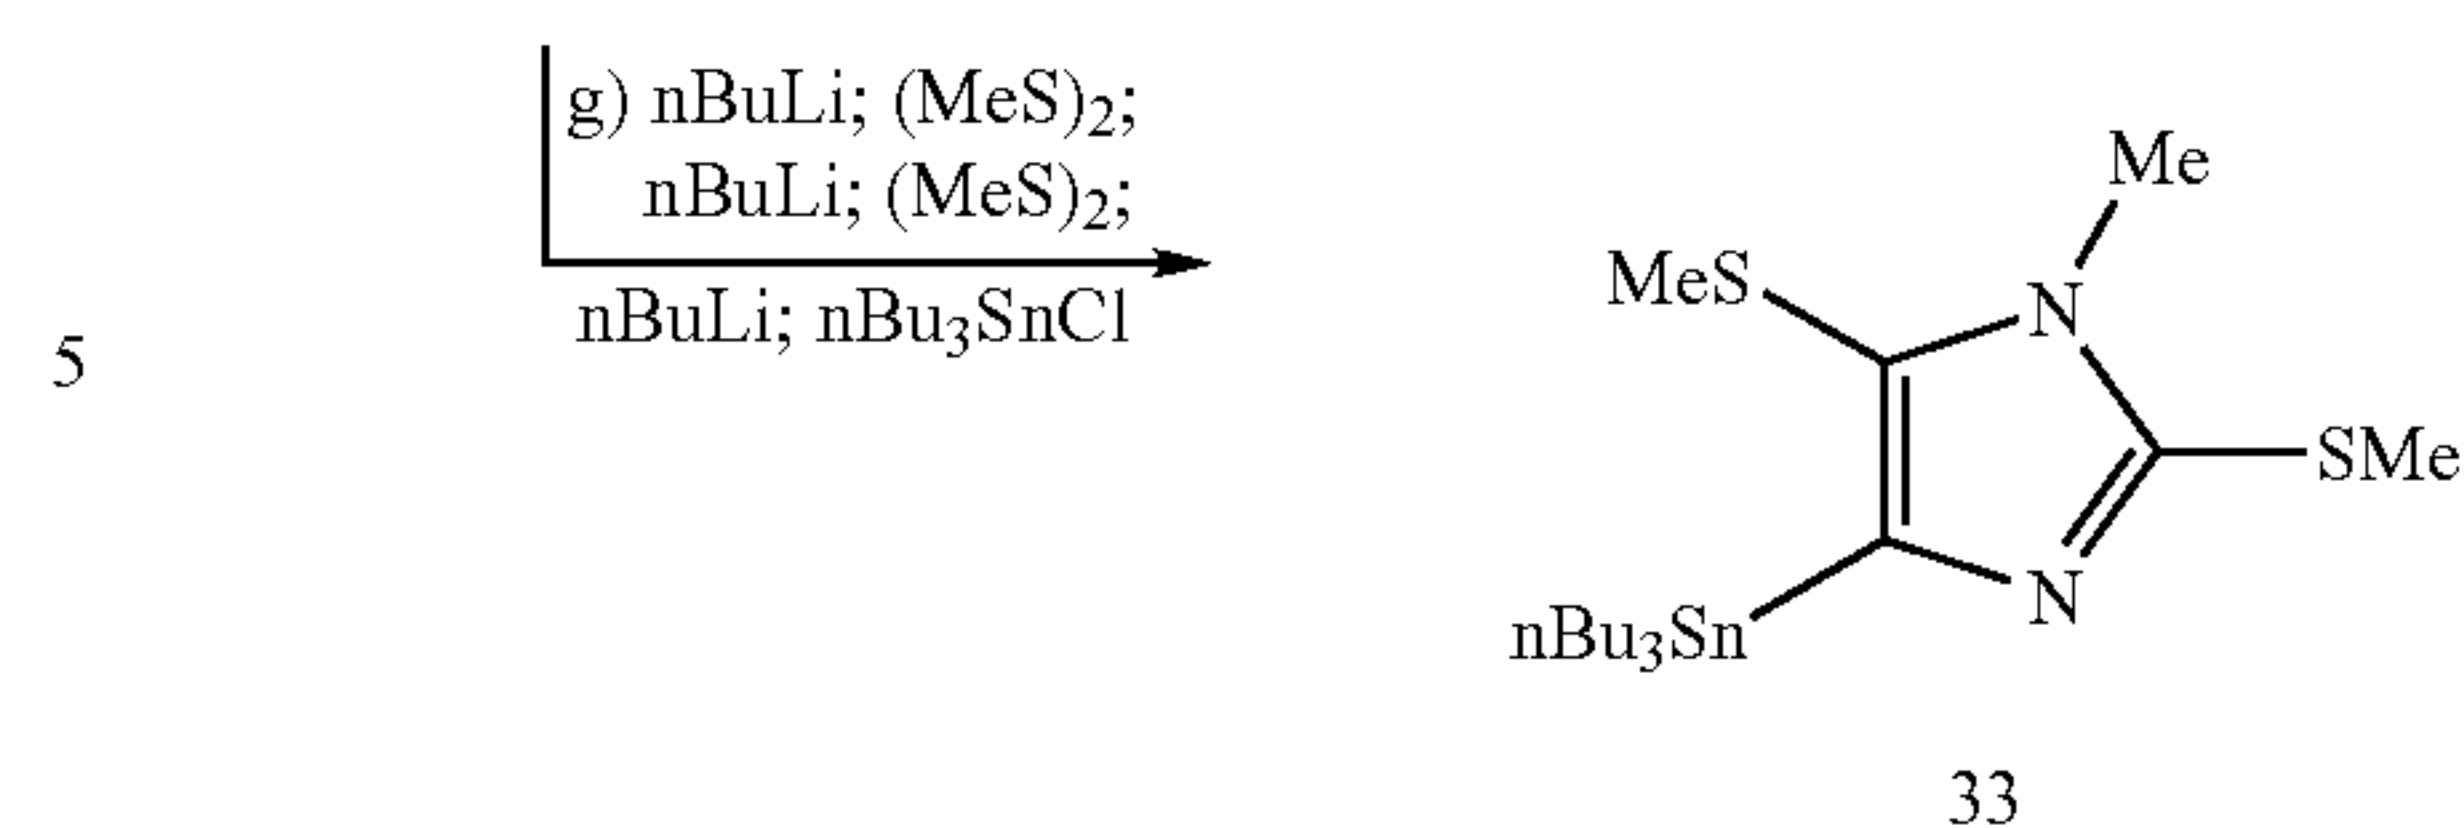 g) nBuLi; (MeS)₂;
nBuLi; (MeS)₂;
nBuLi; nBu₃SnCl
5
Me
MeS
N
SMe
N
nBu₃Sn
33